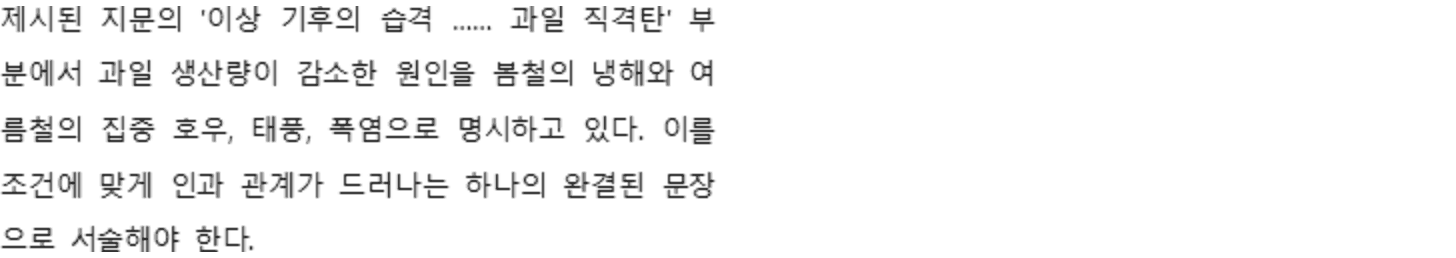 제시된 지문의 '이상 기후의 습격 ...... 과일 직격탄' 부
분에서 과일 생산량이 감소한 원인을 봄철의 냉해와 여
름철의 집중 호우, 태풍, 폭염으로 명시하고 있다. 이를
조건에 맞게 인과 관계가 드러나는 하나의 완결된 문장
으로 서술해야 한다.